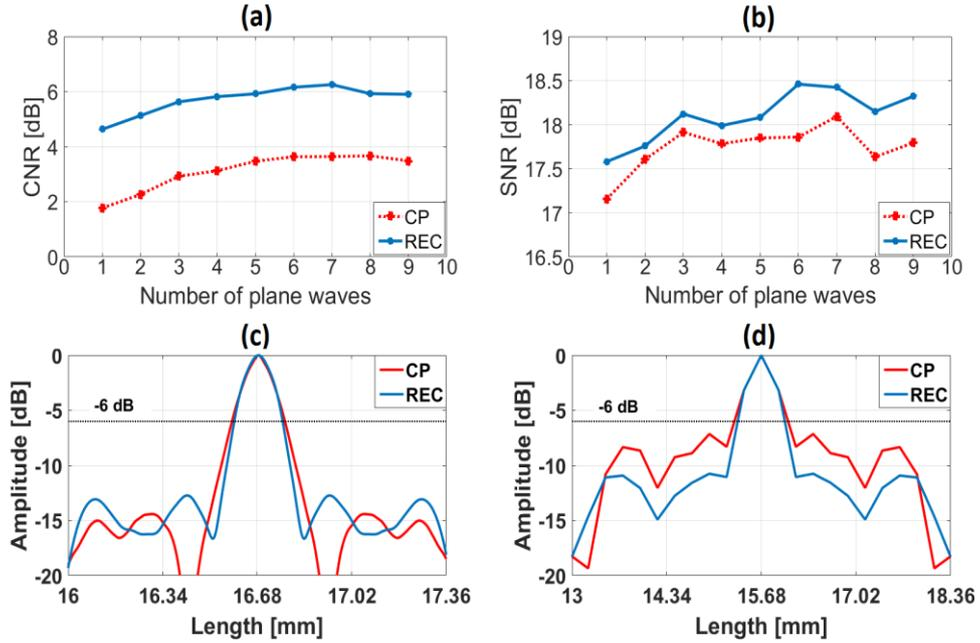 (a)
8
6
4
2
0
CNR [dB]
0 1 2 3 4 5 6 7 8 9 10
Number of plane waves
CP
REC
(b)
19
18.5
18
17.5
17
16.5
SNR [dB]
0 1 2 3 4 5 6 7 8 9 10
Number of plane waves
CP
REC
(c)
0
-5
-10
-15
-20
Amplitude [dB]
-6 dB
CP
REC
16 16.34 16.68 17.02 17.36
Length [mm]
(d)
0
-5
-10
-15
-20
Amplitude [dB]
-6 dB
CP
REC
13 14.34 15.68 17.02 18.36
Length [mm]